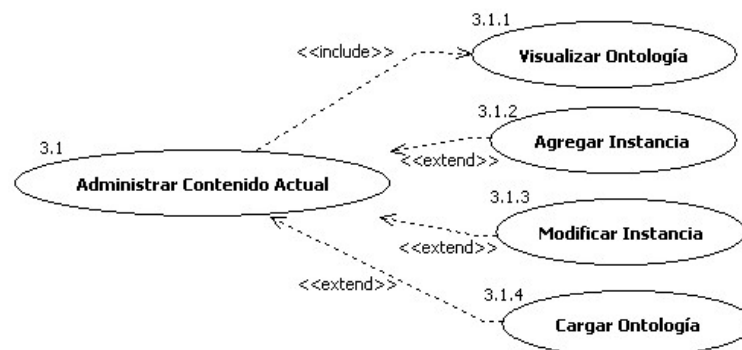 3.1.1
<<include>>
Visualizar Ontología
3.1.2
3.1
Agregar Instancia
<<extend>>
Administrar Contenido Actual
3.1.3
Modificar Instancia
<<extend>>
<<extend>>
3.1.4
Cargar Ontología